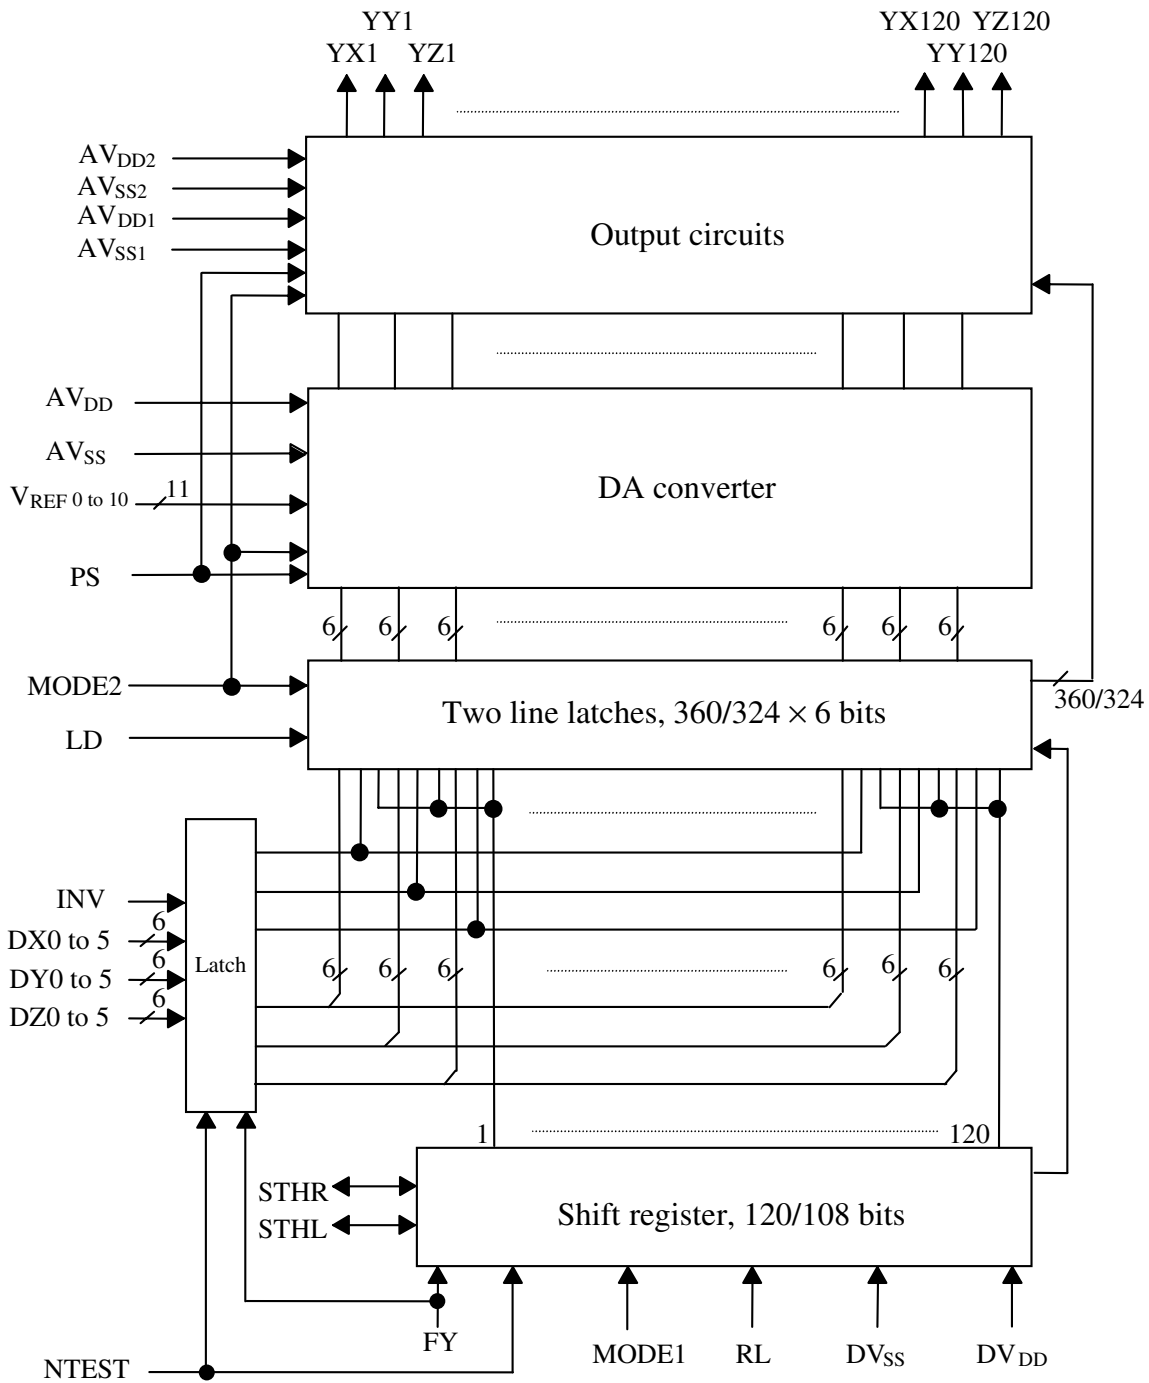 YY1
YX120 YZ120
YX1
YZ1
YY120
AVDD2
AVSS2
AVDD1
AVSS1
Output circuits
AVDD
AVSS
VREF 0 to 10
11
DA converter
PS
6 6 6 6 6 6
MODE2
Two line latches, 360/324 × 6 bits
360/324
LD
INV
DX0 to 5
6
DY0 to 5
6
DZ0 to 5
6
Latch
6 6 6 6 6 6
1
120
STHR
STHL
Shift register, 120/108 bits
FY
MODE1
RL
DVSS
DVDD
NTEST